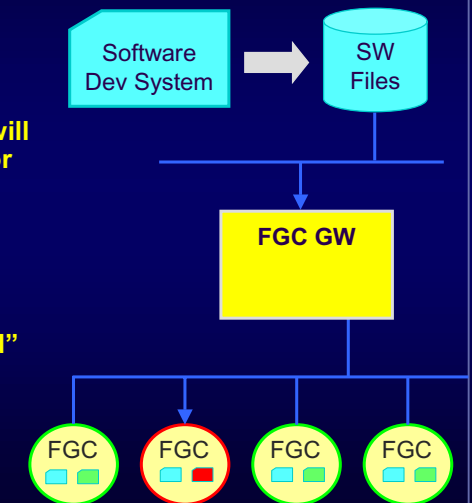 Software
Dev System
SW
Files
FGC GW
FGC
FGC
FGC
FGC